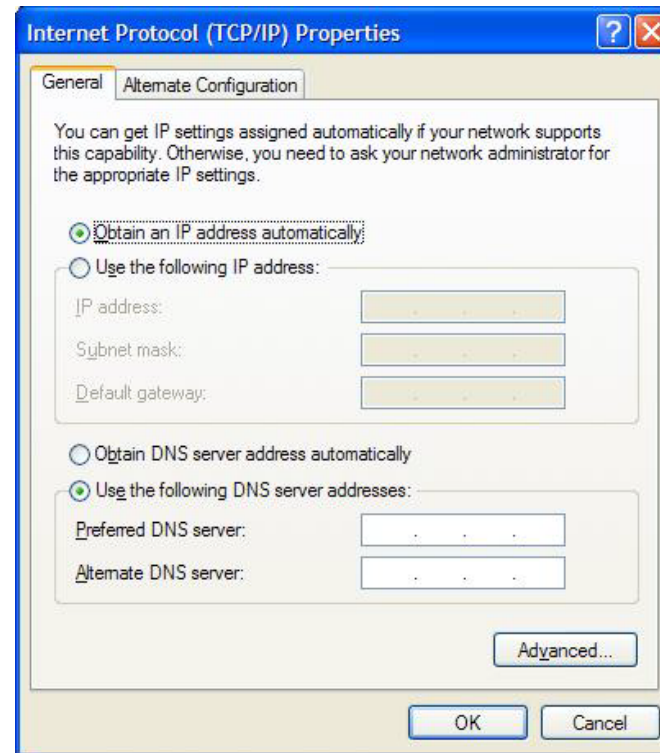 Internet Protocol (TCP/IP) Properties
General
Alternate Configuration
You can get IP settings assigned automatically if your network supports
this capability. Otherwise, you need to ask your network administrator for
the appropriate IP settings.
Obtain an IP address automatically
Use the following IP address:
IP address:
Subnet mask:
Default gateway:
Obtain DNS server address automatically
Use the following DNS server addresses:
Preferred DNS server:
Alternate DNS server:
Advanced...
OK
Cancel